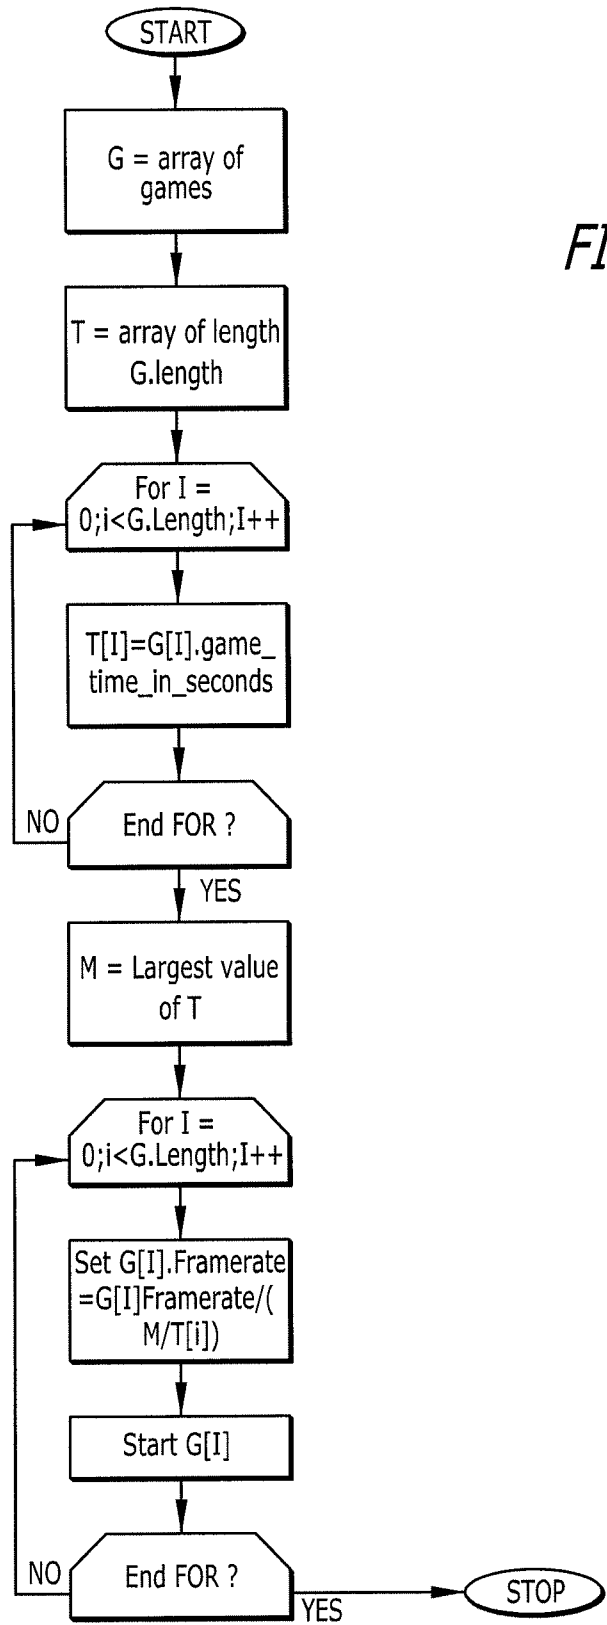 START
G = array of
games
FI
T = array of length
G.length
For I =
0;i<G.Length;I++
T[I]=G[I].game_
time_in_seconds
NO
End FOR ?
YES
M = Largest value
of T
For I =
0;i<G.Length;I++
Set G[I].Framerate
=G[I]Framerate/(
M/T[i])
Start G[I]
NO
End FOR ?
YES
STOP